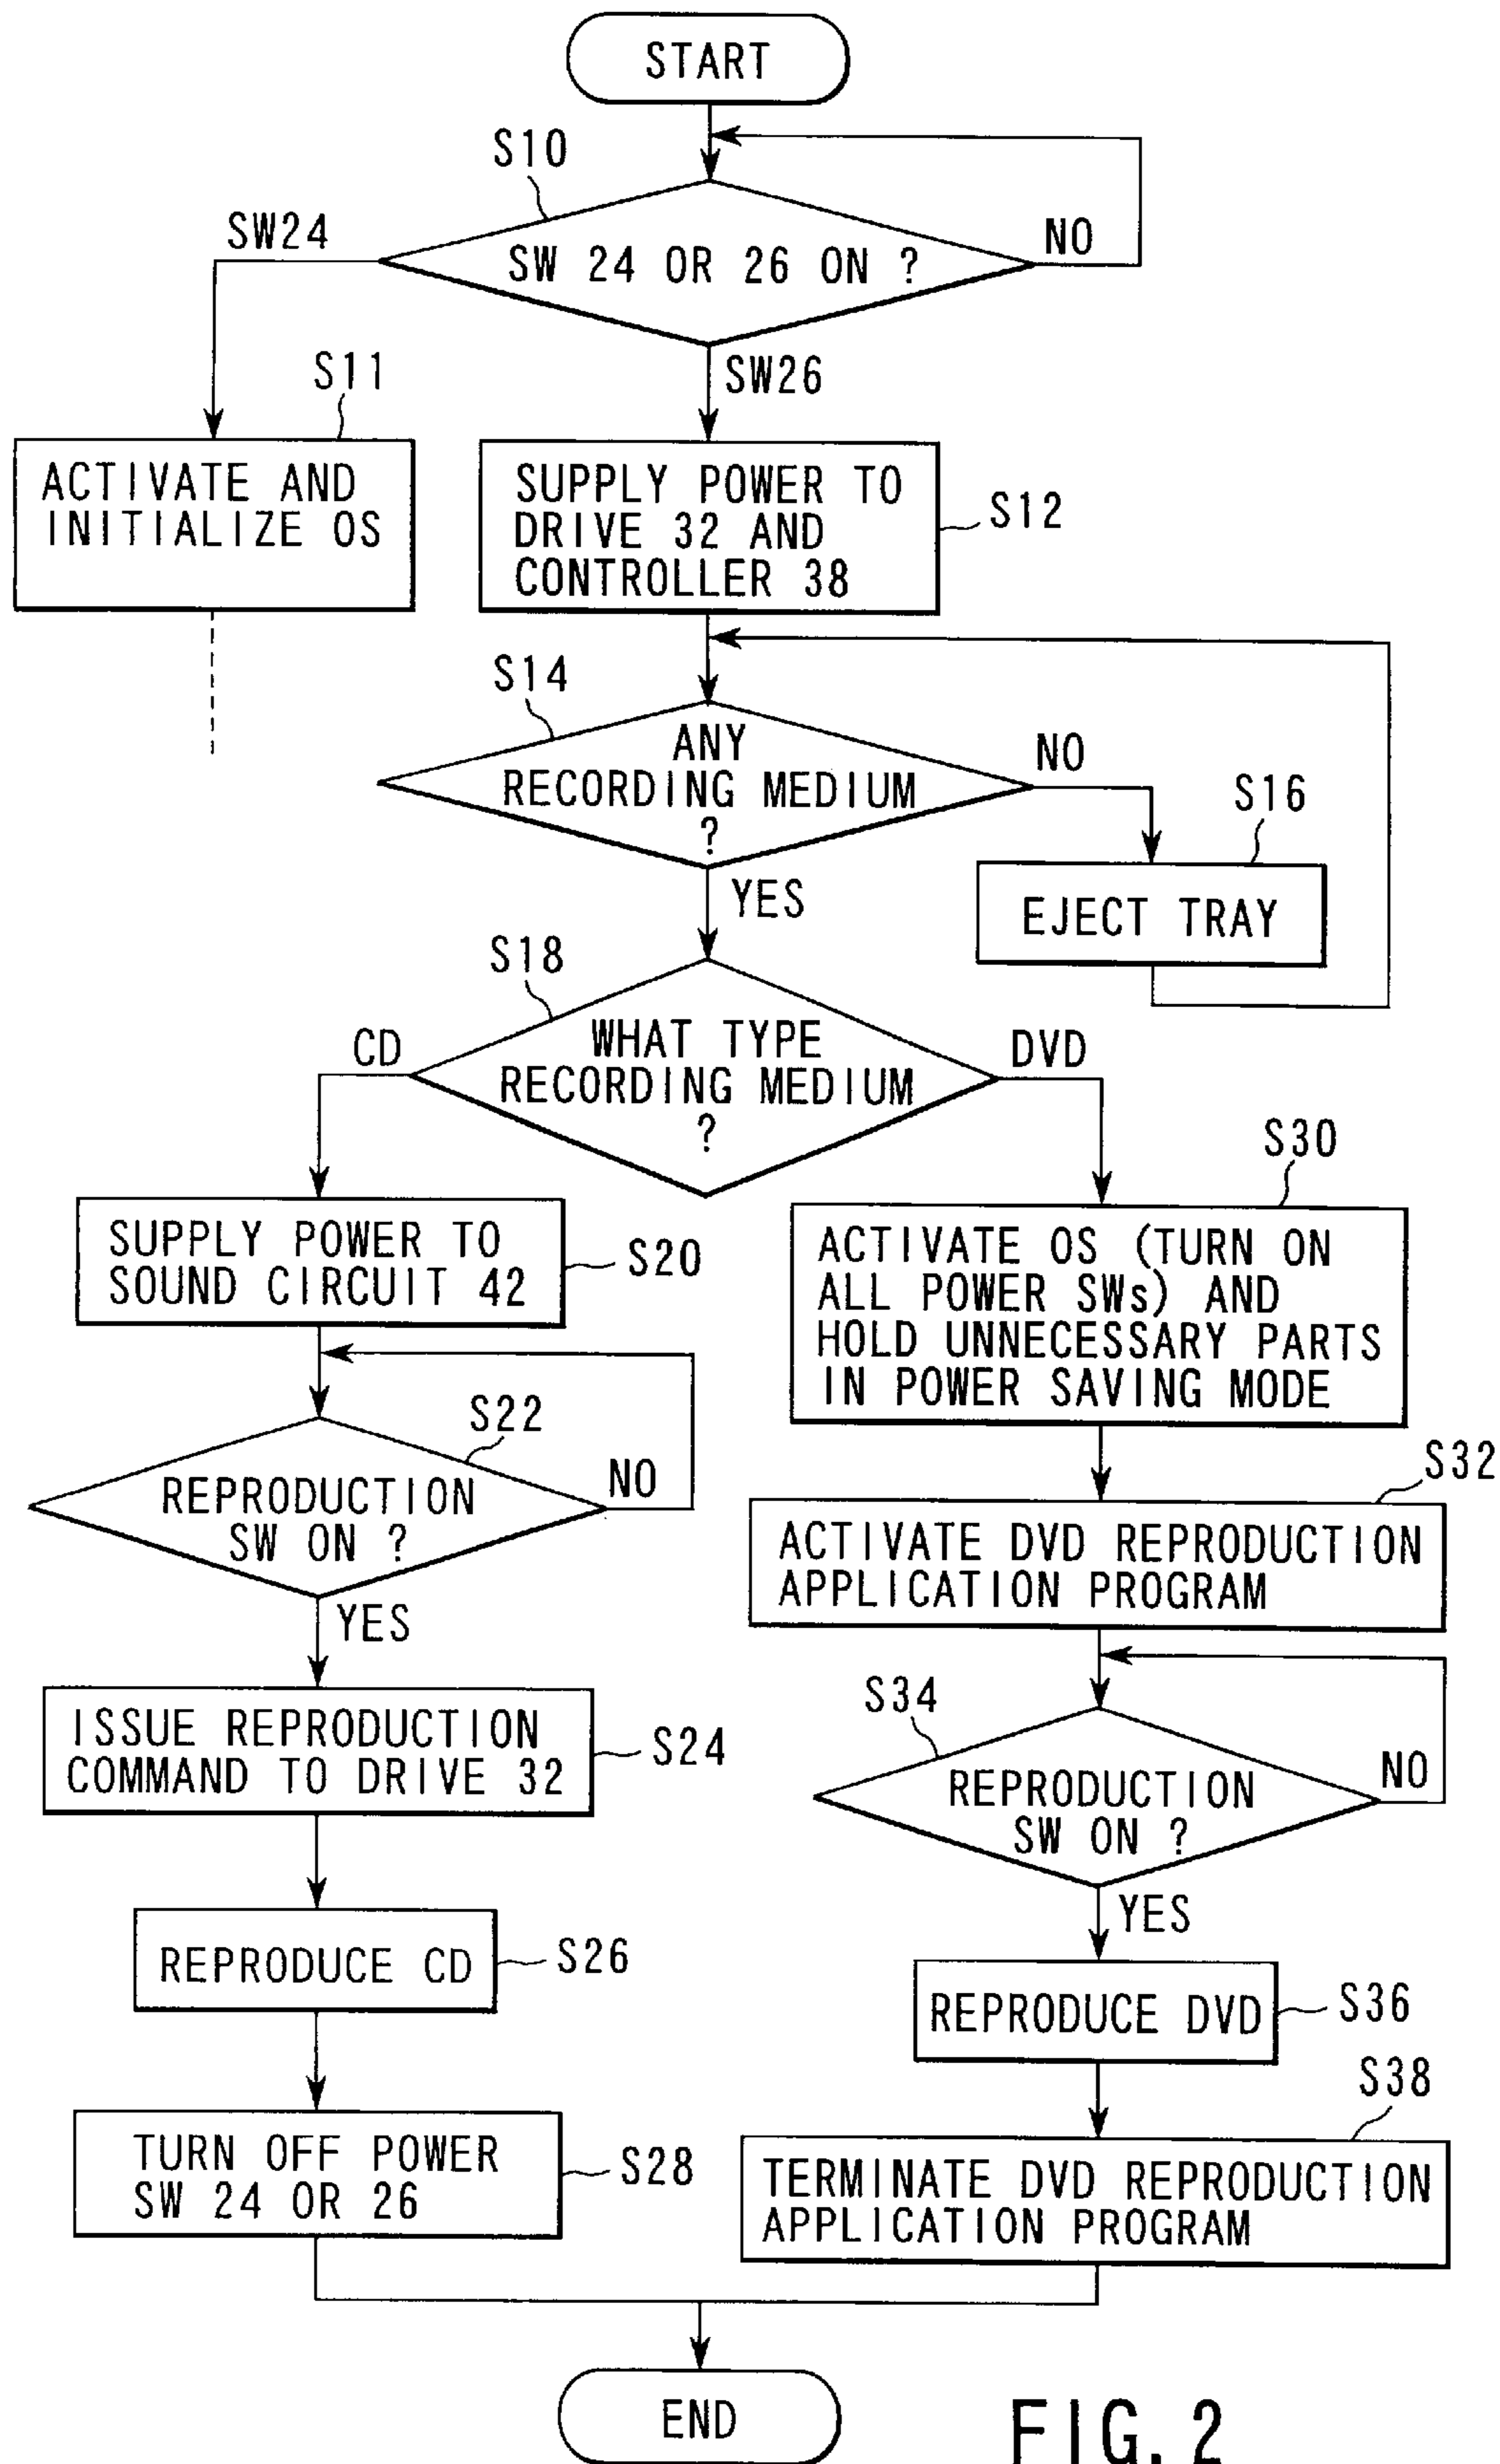 START
S10
SW24
SW 24 OR 26 ON ?
NO
S11
SW26
ACTIVATE AND
INITIALIZE OS
SUPPLY POWER TO
DRIVE 32 AND
CONTROLLER 38
S12
S14
ANY
RECORDING MEDIUM
?
NO
S16
YES
EJECT TRAY
S18
CD
WHAT TYPE
RECORDING MEDIUM
?
DVD
S30
SUPPLY POWER TO
SOUND CIRCUIT 42
S20
ACTIVATE OS (TURN ON
ALL POWER SWs) AND
HOLD UNNECESSARY PARTS
IN POWER SAVING MODE
S22
REPRODUCTION
SW ON ?
NO
S32
YES
ACTIVATE DVD REPRODUCTION
APPLICATION PROGRAM
ISSUE REPRODUCTION
COMMAND TO DRIVE 32
S24
S34
REPRODUCTION
SW ON ?
NO
YES
REPRODUCE CD
S26
REPRODUCE DVD
S36
S38
TURN OFF POWER
SW 24 OR 26
S28
TERMINATE DVD REPRODUCTION
APPLICATION PROGRAM
END
FIG. 2